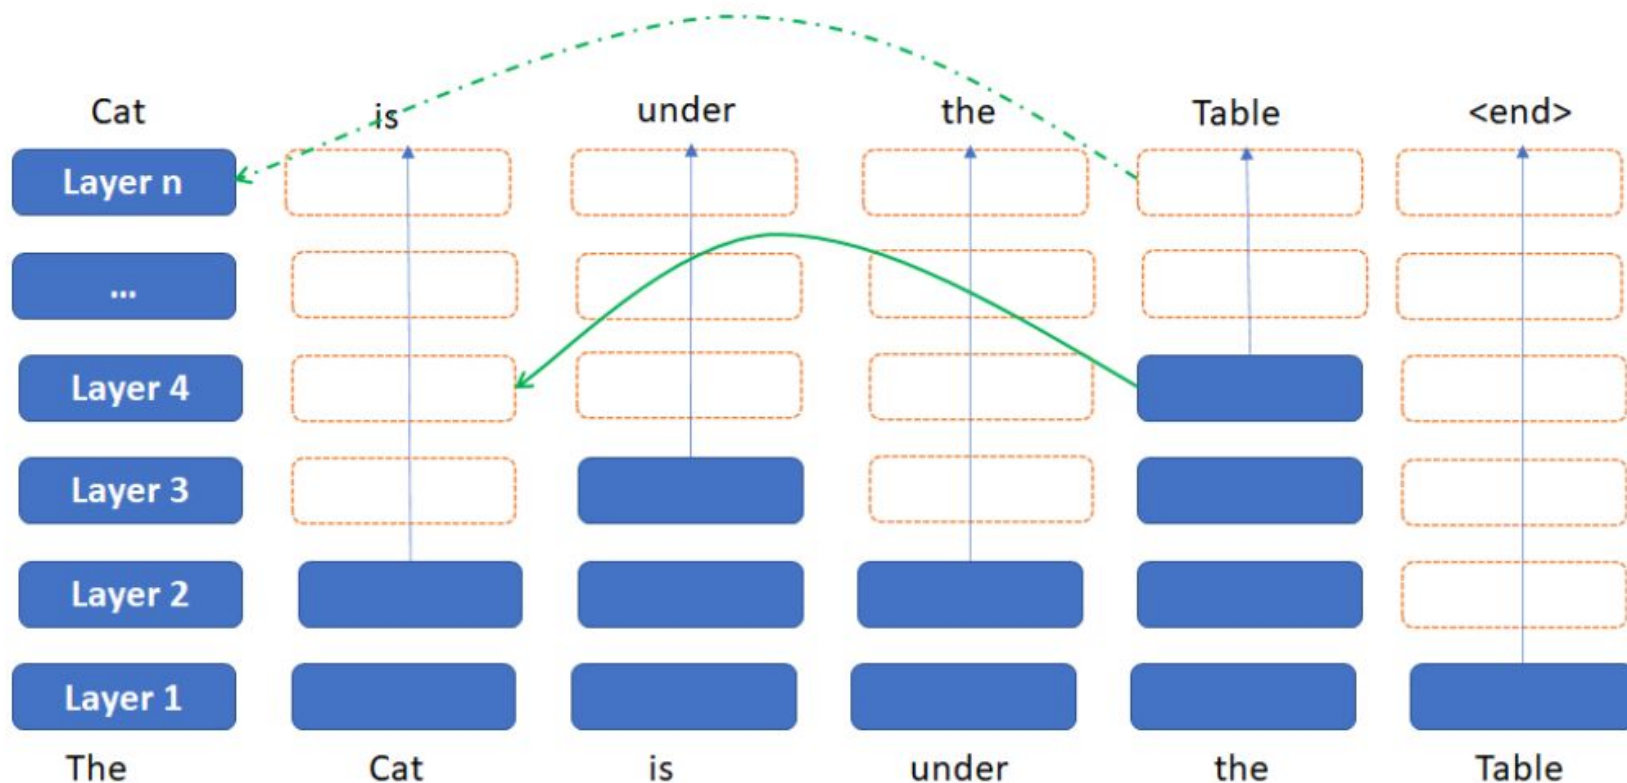 Cat is under the Table <end>
Layer n
...
Layer 4
Layer 3
Layer 2
Layer 1
The Cat is under the Table